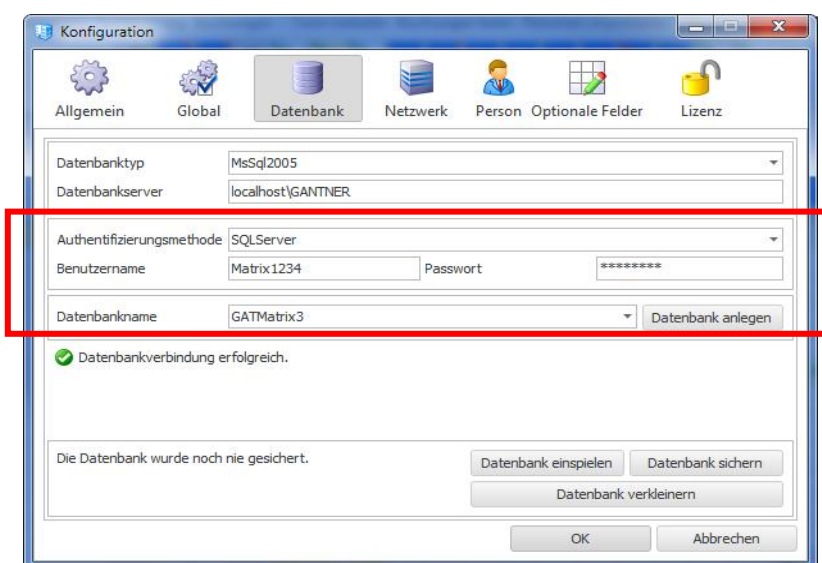 Konfiguration
Allgemein Global Datenbank Netzwerk Person Optionale Felder Lizenz
Datenbanktyp MsSql2005
Datenbankserver localhost\GANTNER
Authentifizierungsmethode SQLServer
Benutzername Matrix1234 Passwort ********
Datenbankname GATMatrix3 Datenbank anlegen
Datenbankverbindung erfolgreich.
Die Datenbank wurde noch nie gesichert. Datenbank einspielen Datenbank sichern
Datenbank verkleinern
OK Abbrechen